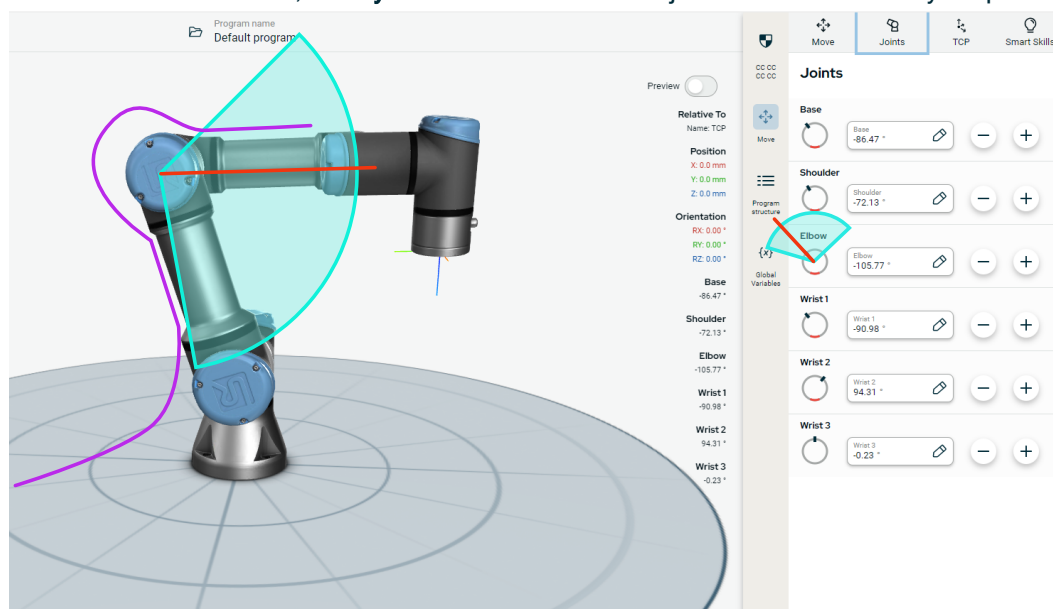 Program name
Default program
Preview
Relative To
Name: TCP
Position
X: 0.0 mm
Y: 0.0 mm
Z: 0.0 mm
Orientation
RX: 0.00 °
RY: 0.00 °
RZ: 0.00 °
Base
-86.47 °
Shoulder
-72.13 °
Elbow
-105.77 °
Wrist 1
-90.98 °
Wrist 2
94.31 °
Wrist 3
-0.23 °
UR
CC CC
CC CC
Move
Program
structure
{x}
Global
Variables
Move
Joints
TCP
Smart Skills
Joints
Base
Base
-86.47 °
Shoulder
Shoulder
-72.13 °
Elbow
Elbow
-105.77 °
Wrist 1
Wrist 1
-90.98 °
Wrist 2
Wrist 2
94.31 °
Wrist 3
Wrist 3
-0.23 °